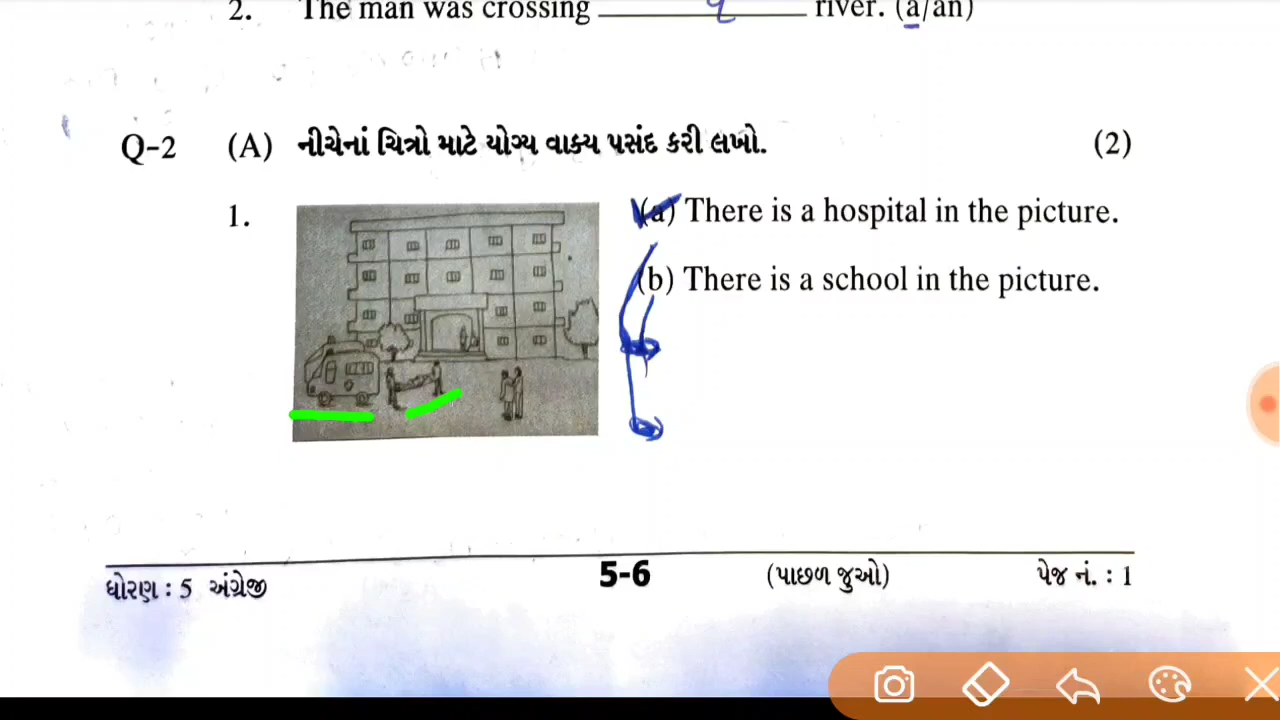 2. The man was crossing a river. (a/an)
Q-2 (A) નીચેનાં ચિત્રો માટે યોગ્ય વાક્ય પસંદ કરી લખો. (2)
1. (a) There is a hospital in the picture.
(b) There is a school in the picture.
ધોરણ : 5 અંગ્રેજી 5-6 (પાછળ જુઓ) પેજ નં. : 1